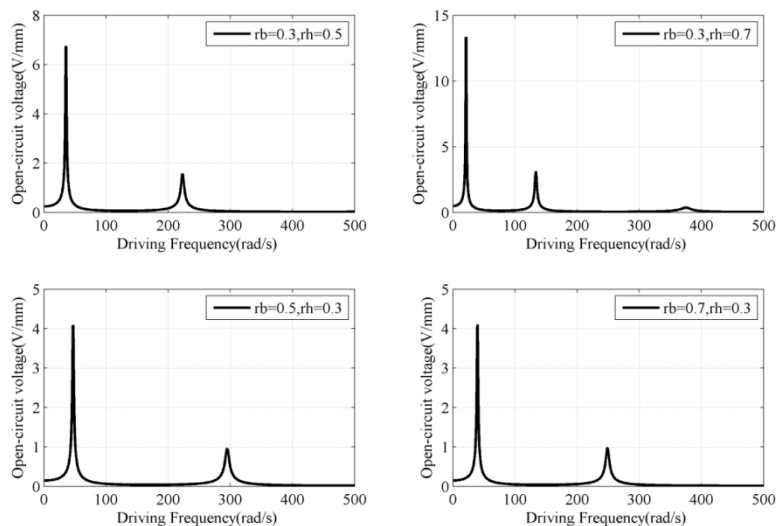 8
6
4
2
0
Open-circuit voltage(V/mm)
rb=0.3,rh=0.5
0 100 200 300 400 500
Driving Frequency(rad/s)
15
10
5
0
Open-circuit voltage(V/mm)
rb=0.3,rh=0.7
0 100 200 300 400 500
Driving Frequency(rad/s)
5
4
3
2
1
0
Open-circuit voltage(V/mm)
rb=0.5,rh=0.3
0 100 200 300 400 500
Driving Frequency(rad/s)
5
4
3
2
1
0
Open-circuit voltage(V/mm)
rb=0.7,rh=0.3
0 100 200 300 400 500
Driving Frequency(rad/s)